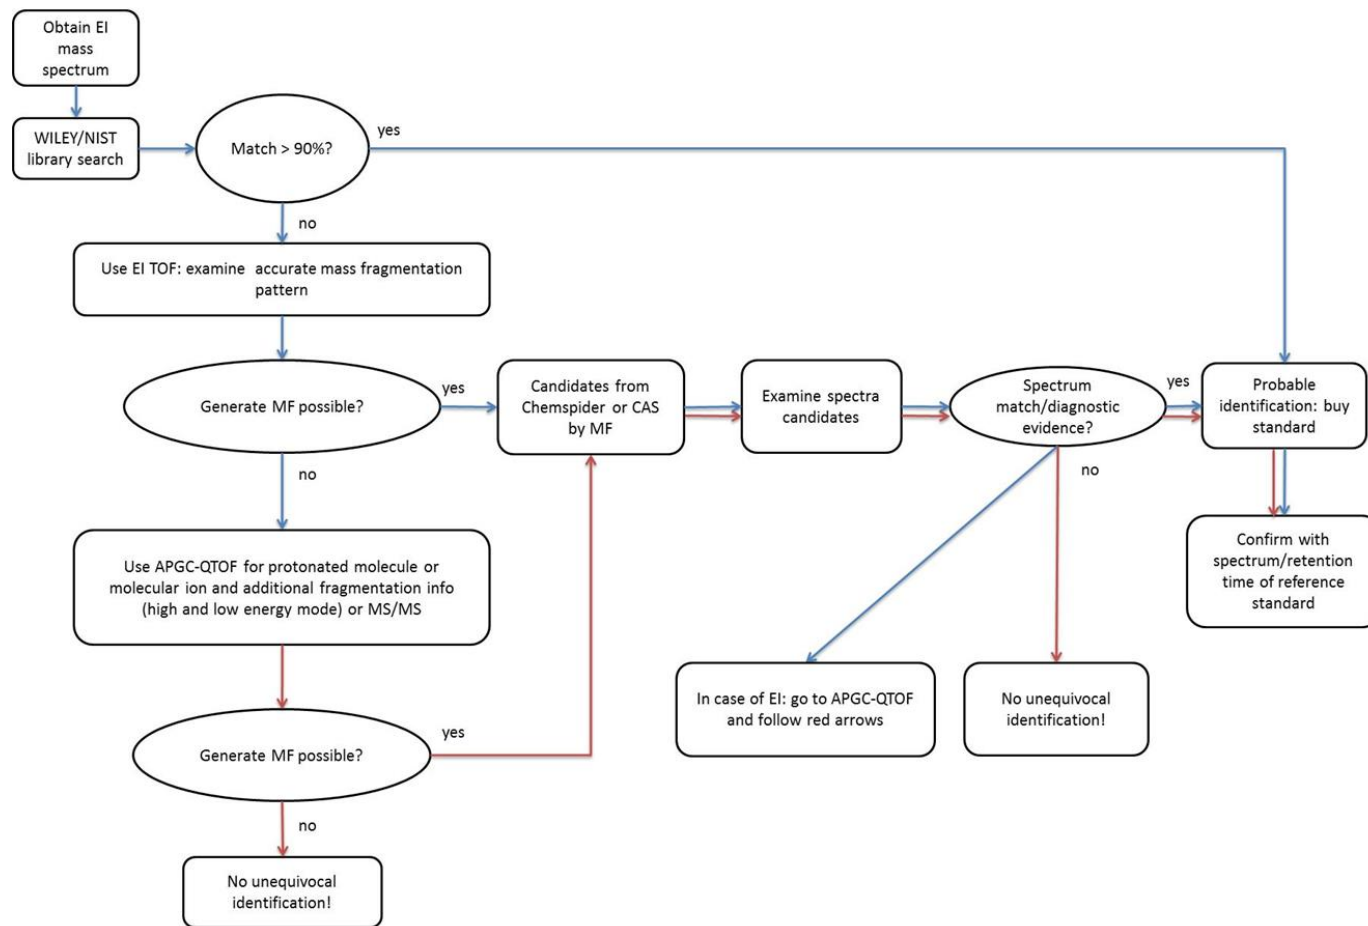 Obtain EI
mass
spectrum
WILEY/NIST
library search
Match > 90%?
yes
no
Use EI TOF: examine accurate mass fragmentation
pattern
Generate MF possible?
yes
no
Candidates from
Chemspider or CAS
by MF
Examine spectra
candidates
Spectrum
match/diagnostic
evidence?
yes
no
Probable
identification: buy
standard
Confirm with
spectrum/retention
time of reference
standard
Use APGC-QTOF for protonated molecule or
molecular ion and additional fragmentation info
(high and low energy mode) or MS/MS
In case of EI: go to APGC-QTOF
and follow red arrows
No unequivocal
identification!
Generate MF possible?
yes
no
No unequivocal
identification!